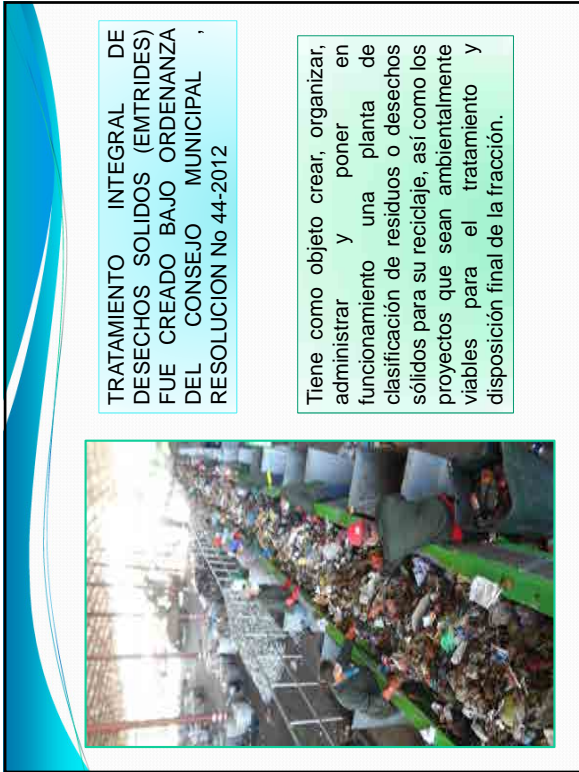 TRATAMIENTO INTEGRAL DE
DESECHOS SOLIDOS (EMTRIDES)
FUE CREADO BAJO ORDENANZA
DEL CONSEJO MUNICIPAL ,
RESOLUCION No 44-2012
Tiene como objeto crear, organizar,
administrar y poner en
funcionamiento una planta de
clasificación de residuos o desechos
sólidos para su reciclaje, así como los
proyectos que sean ambientalmente
viables para el tratamiento y
disposición final de la fracción.